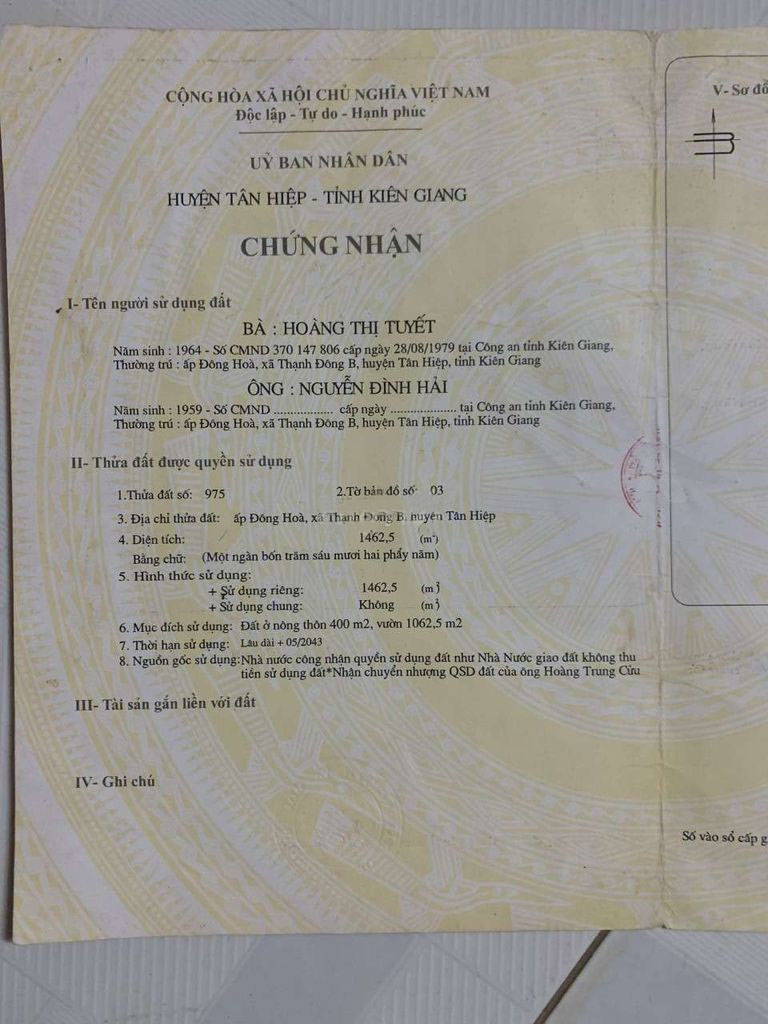 CỘNG HÒA XÃ HỘI CHỦ NGHĨA VIỆT NAM
Độc lập - Tự do - Hạnh phúc
UỶ BAN NHÂN DÂN
HUYỆN TÂN HIỆP - TỈNH KIÊN GIANG
CHỨNG NHẬN
I- Tên người sử dụng đất
BÀ : HOÀNG THỊ TUYẾT
Năm sinh : 1964 - Số CMND 370 147 806 cấp ngày 28/08/1979 tại Công an tỉnh Kiên Giang,
Thường trú : ấp Đông Hoà, xã Thạnh Đông B, huyện Tân Hiệp, tỉnh Kiên Giang
ÔNG : NGUYỄN ĐÌNH HẢI
Năm sinh : 1959 - Số CMND .................. cấp ngày .................... tại Công an tỉnh Kiên Giang,
Thường trú : ấp Đông Hoà, xã Thạnh Đông B, huyện Tân Hiệp, tỉnh Kiên Giang
II- Thửa đất được quyền sử dụng
1.Thửa đất số: 975 2.Tờ bản đồ số: 03
3. Địa chỉ thửa đất: ấp Đông Hoà, xã Thạnh Đông B, huyện Tân Hiệp
4. Diện tích: 1462,5 (m²)
Bằng chữ: (Một ngàn bốn trăm sáu mươi hai phẩy năm)
5. Hình thức sử dụng:
+ Sử dụng riêng: 1462,5 (m²)
+ Sử dụng chung: Không (m²)
6. Mục đích sử dụng: Đất ở nông thôn 400 m2, vườn 1062,5 m2
7. Thời hạn sử dụng: Lâu dài + 05/2043
8. Nguồn gốc sử dụng:Nhà nước công nhận quyền sử dụng đất như Nhà Nước giao đất không thu
tiền sử dụng đất*Nhận chuyển nhượng QSD đất của ông Hoàng Trung Cửu
III- Tài sản gắn liền với đất
IV- Ghi chú
V- Sơ đồ
B
Số vào sổ cấp g